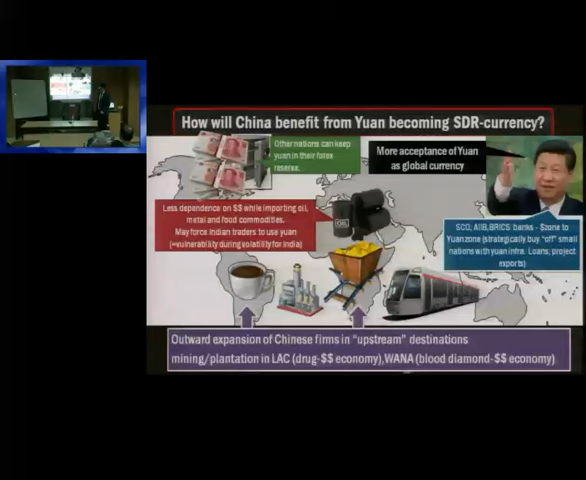 How will China benefit from Yuan becoming SDR-currency?
Other nations can keep
yuan in their forex
reserve.
More acceptance of Yuan
as global currency
Less dependence on $$ while importing oil,
metal and food commodities.
May force Indian traders to use yuan
(=vulnerability during volatility for India)
SCO, AIIB,BRICS banks - $zone to
Yuanzone (strategically buy "off" small
nations with yuan infra. Loans, project
exports)
Outward expansion of Chinese firms in "upstream" destinations
mining/plantation in LAC (drug-$$ economy),WANA (blood diamond-$$ economy)